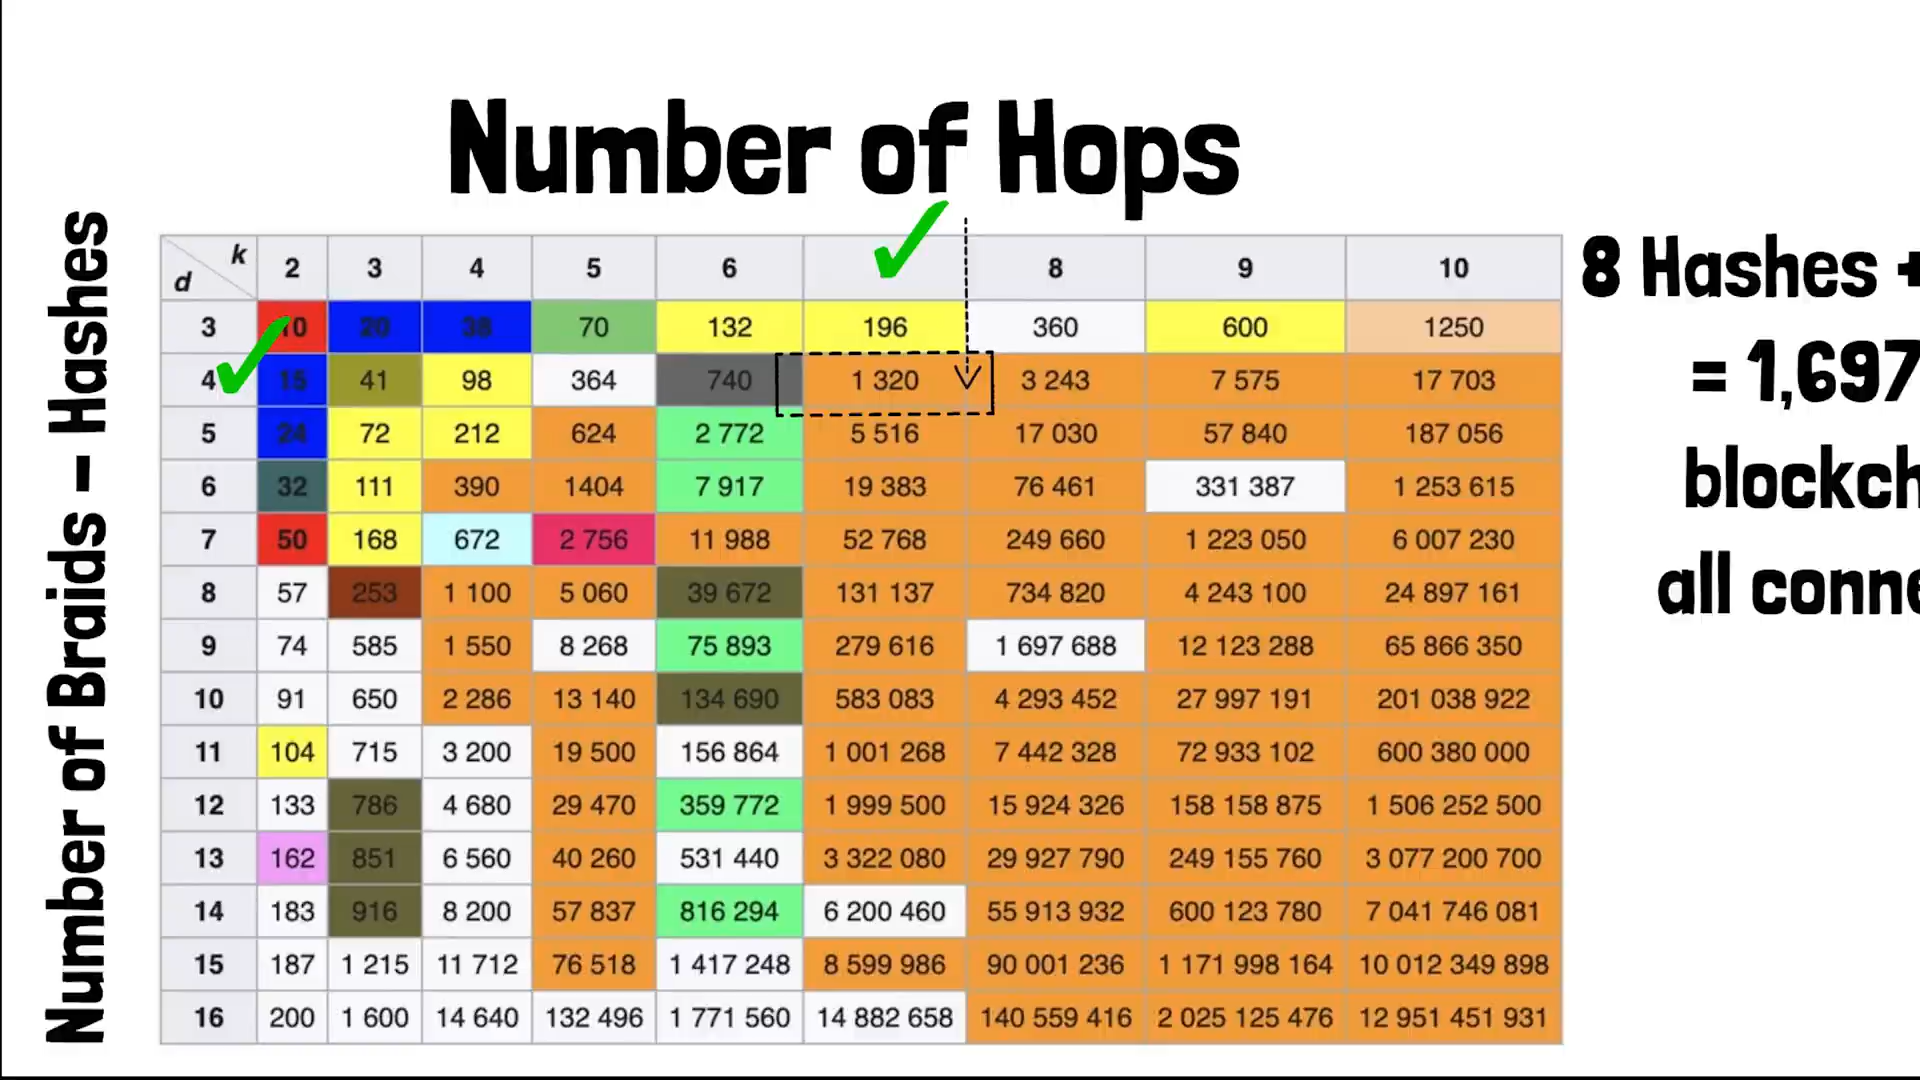 Number of Hops
Number of Braids – Hashes
d k 2 3 4 5 6 8 9 10
3 10 20 38 70 132 196 360 600 1250
4 15 41 98 364 740 1 320 3 243 7 575 17 703
5 24 72 212 624 2 772 5 516 17 030 57 840 187 056
6 32 111 390 1404 7 917 19 383 76 461 331 387 1 253 615
7 50 168 672 2 756 11 988 52 768 249 660 1 223 050 6 007 230
8 57 253 1 100 5 060 39 672 131 137 734 820 4 243 100 24 897 161
9 74 585 1 550 8 268 75 893 279 616 1 697 688 12 123 288 65 866 350
10 91 650 2 286 13 140 134 690 583 083 4 293 452 27 997 191 201 038 922
11 104 715 3 200 19 500 156 864 1 001 268 7 442 328 72 933 102 600 380 000
12 133 786 4 680 29 470 359 772 1 999 500 15 924 326 158 158 875 1 506 252 500
13 162 851 6 560 40 260 531 440 3 322 080 29 927 790 249 155 760 3 077 200 700
14 183 916 8 200 57 837 816 294 6 200 460 55 913 932 600 123 780 7 041 746 081
15 187 1 215 11 712 76 518 1 417 248 8 599 986 90 001 236 1 171 998 164 10 012 349 898
16 200 1 600 14 640 132 496 1 771 560 14 882 658 140 559 416 2 025 125 476 12 951 451 931
8 Hashes +
= 1,697
blockch
all conne